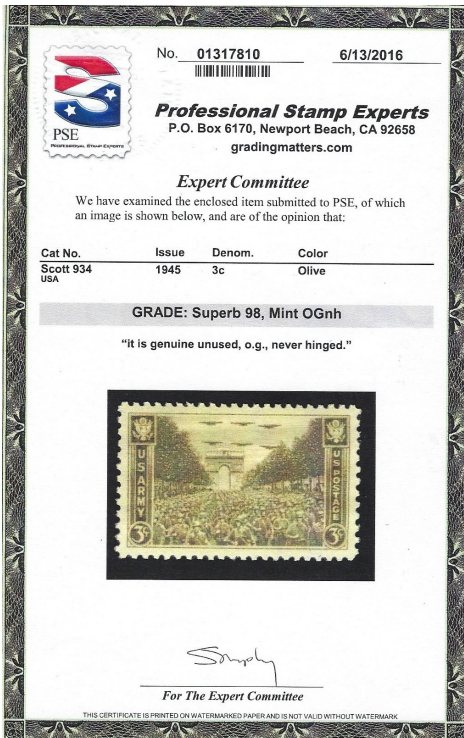 No. 01317810 6/13/2016
PSE
PROFESSIONAL STAMP EXPERTS
Professional Stamp Experts
P.O. Box 6170, Newport Beach, CA 92658
gradingmatters.com
Expert Committee
We have examined the enclosed item submitted to PSE, of which
an image is shown below, and are of the opinion that:
Cat No. Issue Denom. Color
Scott 934 1945 3c Olive
USA
GRADE: Superb 98, Mint OGnh
"it is genuine unused, o.g., never hinged."
US ARMY
US POSTAGE
3¢
3¢
For The Expert Committee
THIS CERTIFICATE IS PRINTED ON WATERMARKED PAPER AND IS NOT VALID WITHOUT WATERMARK